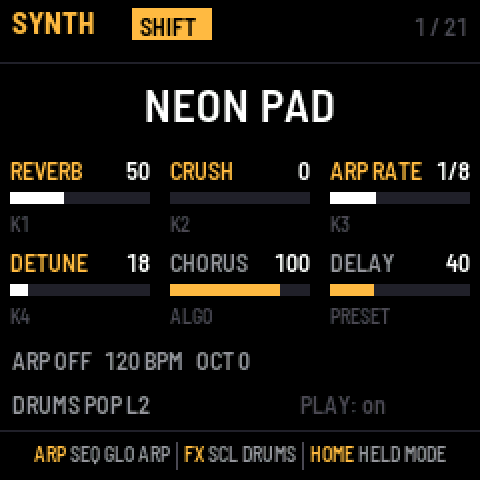 SYNTH SHIFT 1 / 21
NEON PAD
REVERB 50 CRUSH 0 ARP RATE 1/8
K1 K2 K3
DETUNE 18 CHORUS 100 DELAY 40
K4 ALGO PRESET
ARP OFF 120 BPM OCT 0
DRUMS POP L2 PLAY: on
ARP SEQ GLO ARP | FX SCL DRUMS | HOME HELD MODE